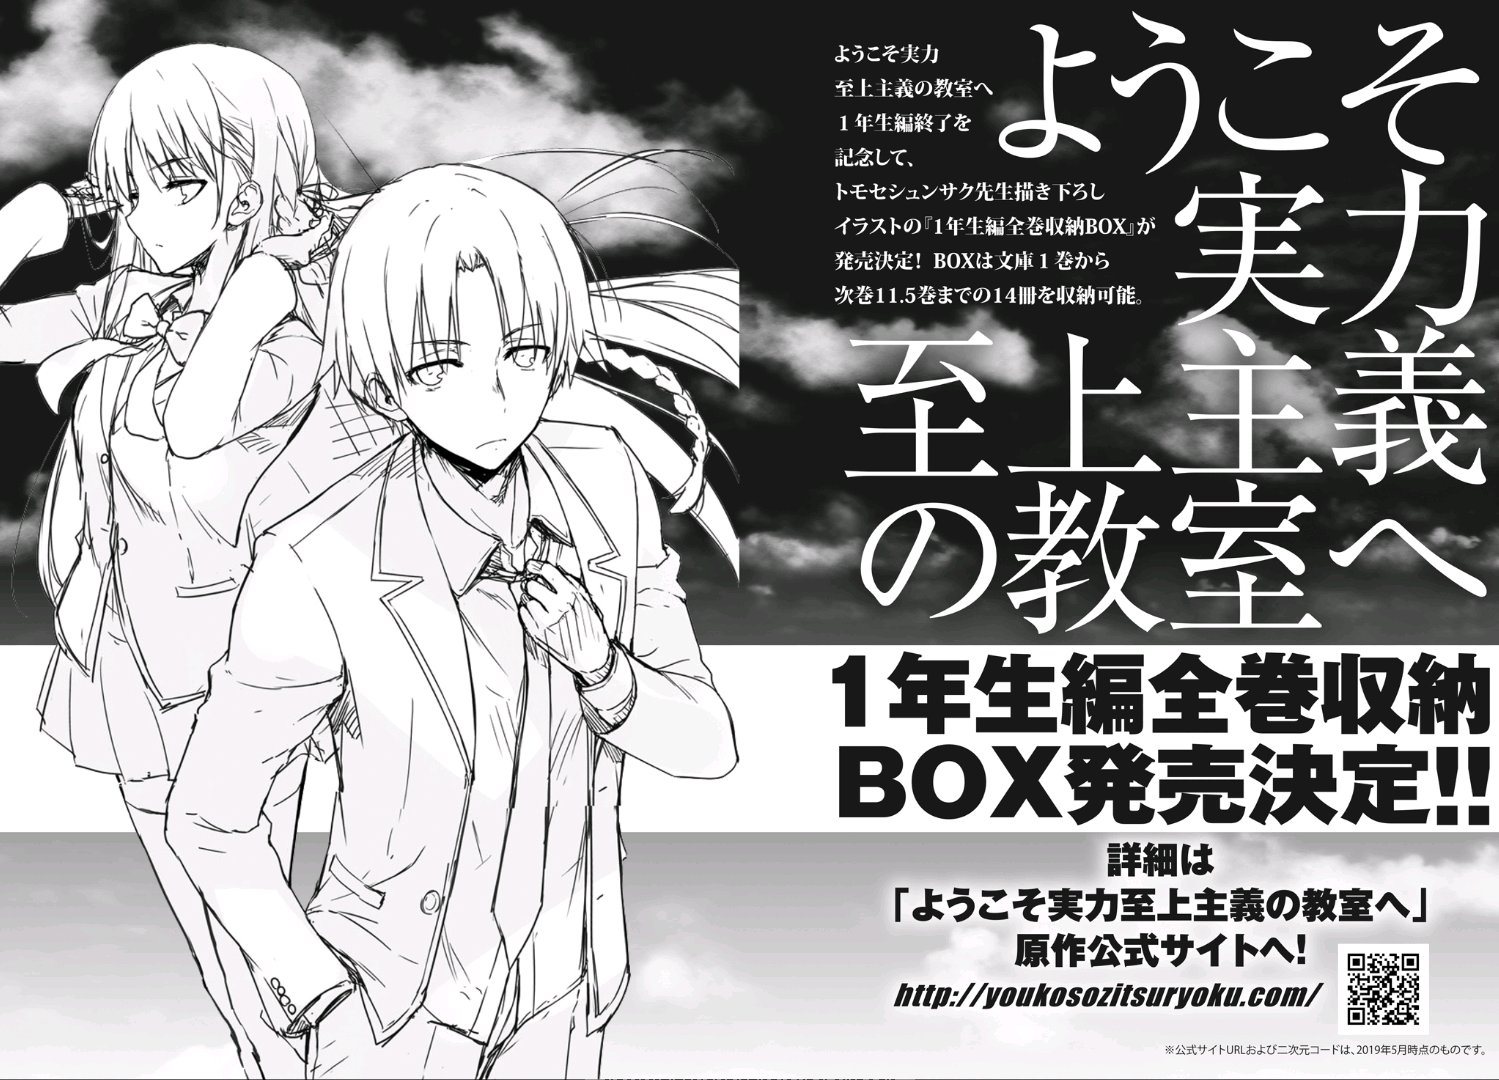 ようこそ実力
至上主義の教室へ
1年生編終了を
記念して、
トモセシュンサク先生描き下ろし
イラストの『1年生編全巻収納BOX』が
発売決定! BOXは文庫1巻から
次巻11.5巻までの14冊を収納可能。
ようこそ
実力
至上主義
の教室へ
1年生編全巻収納
BOX発売決定!!
詳細は
「ようこそ実力至上主義の教室へ」
原作公式サイトへ!
http://youkosozitsuryoku.com/
※公式サイトURLおよび二次元コードは、2019年5月時点のものです。